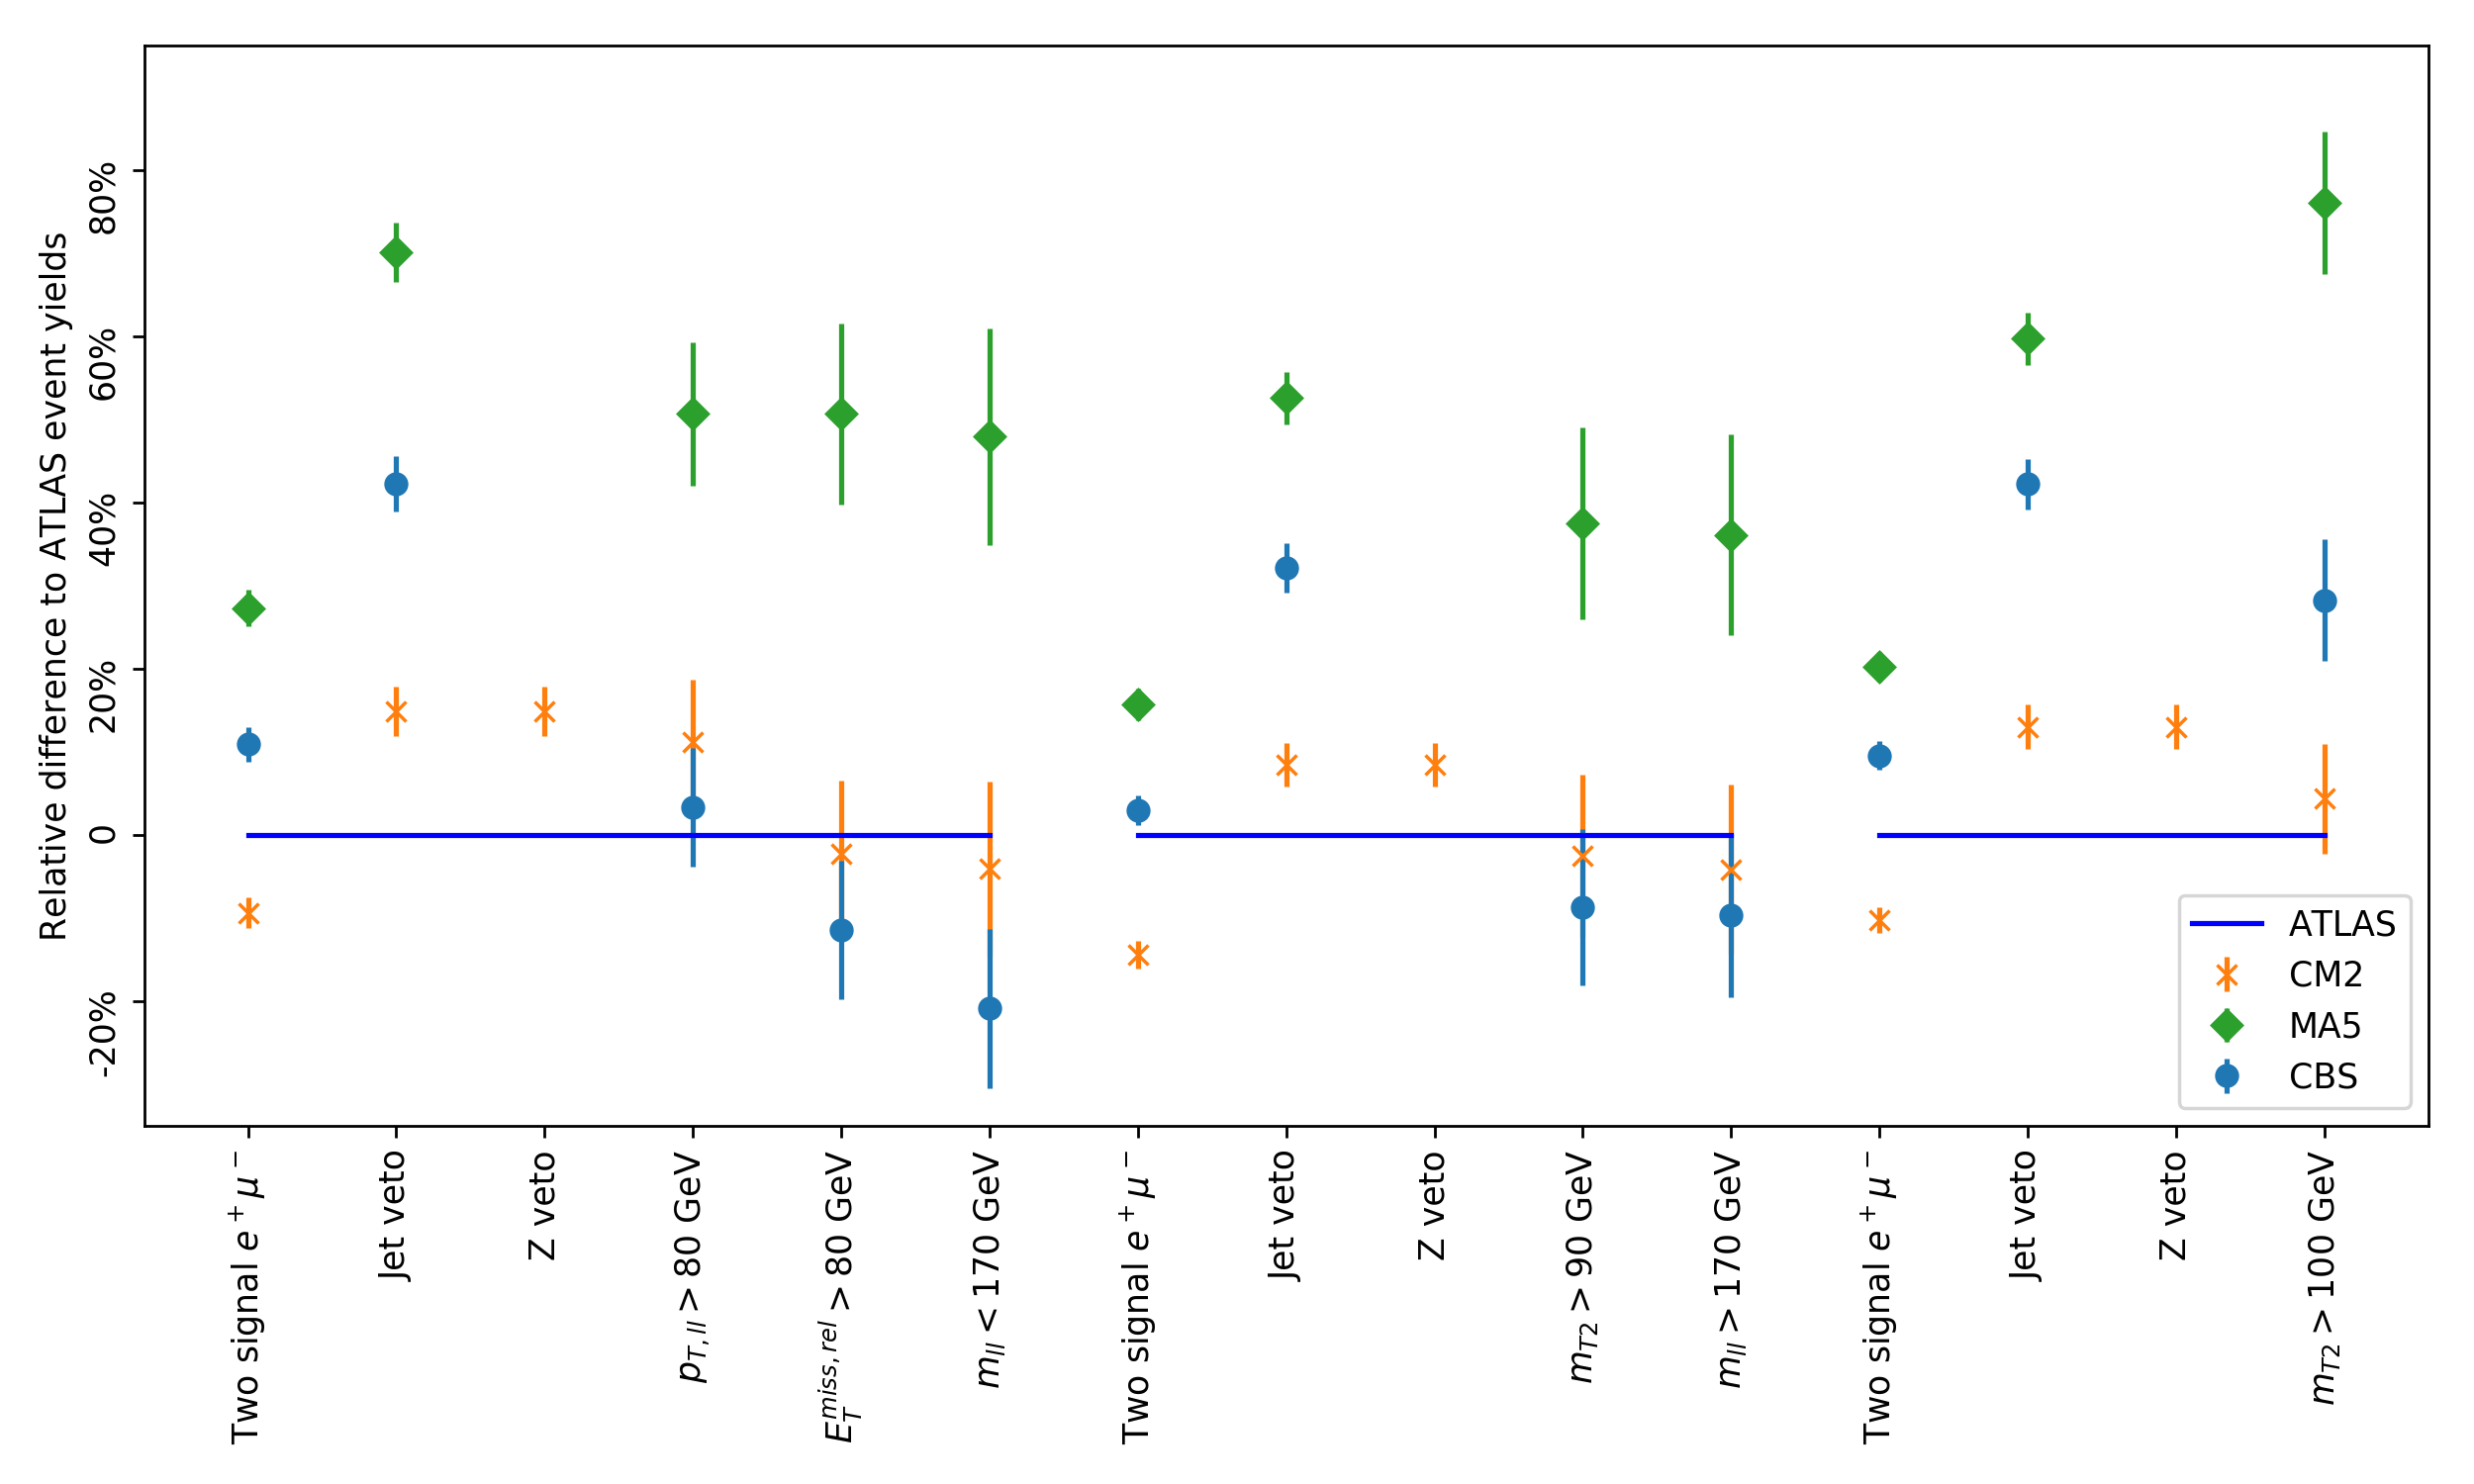 Relative difference to ATLAS event yields
80%
60%
40%
20%
0
-20%
ATLAS
CM2
MA5
CBS
Two signal e⁺μ⁻
Jet veto
Z veto
p_{T,ll} > 80 GeV
E_T^{miss,rel} > 80 GeV
m_{ll} < 170 GeV
Two signal e⁺μ⁻
Jet veto
Z veto
m_{T2} > 90 GeV
m_{ll} > 170 GeV
Two signal e⁺μ⁻
Jet veto
Z veto
m_{T2} > 100 GeV